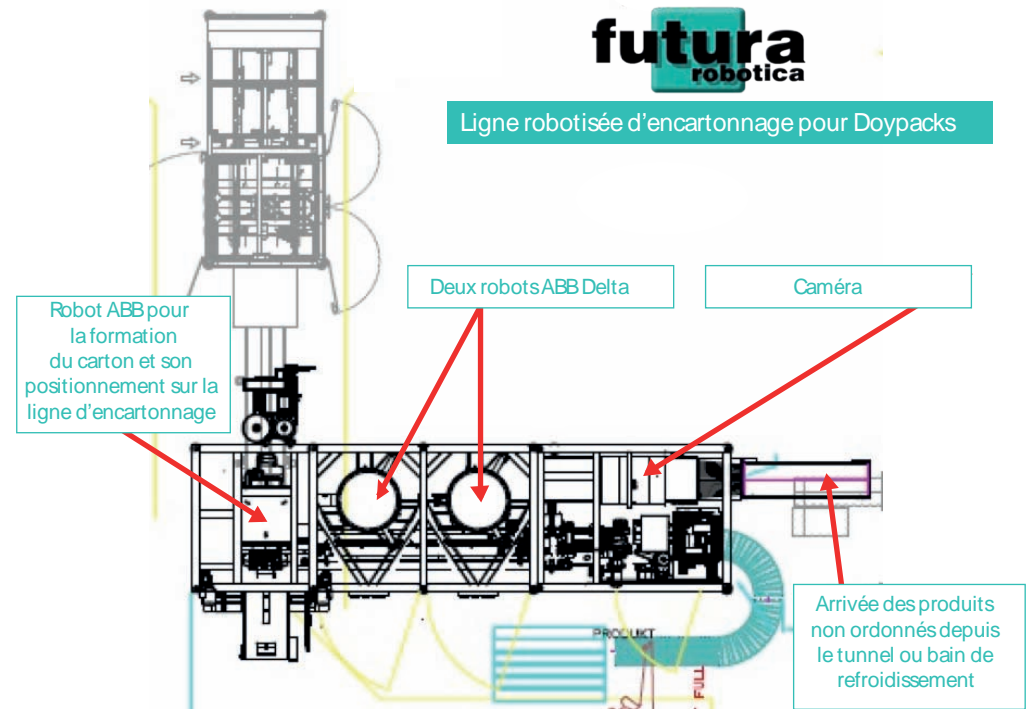 futura
robotica
Ligne robotisée d'encartonnage pour Doypacks
Deux robots ABB Delta
Caméra
Robot ABB pour
la formation
du carton et son
positionnement sur la
ligne d'encartonnage
PRODUKT
FULL
Arrivée des produits
non ordonnés depuis
le tunnel ou bain de
refroidissement